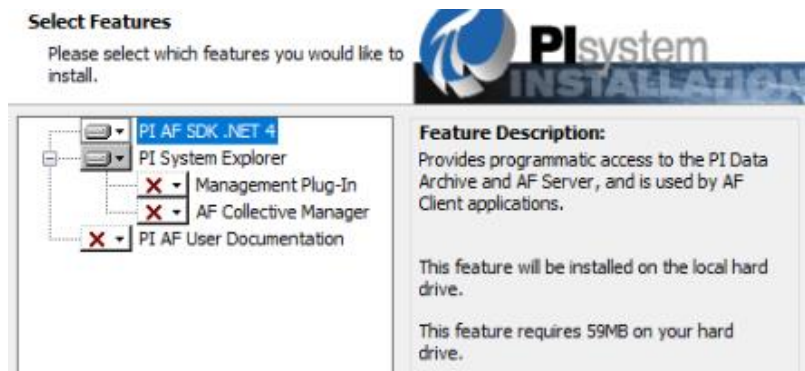 Select Features
Please select which features you would like to
install.
PIsystem
INSTALLATION
PI AF SDK .NET 4
PI System Explorer
Management Plug-In
AF Collective Manager
PI AF User Documentation
Feature Description:
Provides programmatic access to the PI Data
Archive and AF Server, and is used by AF
Client applications.
This feature will be installed on the local hard
drive.
This feature requires 59MB on your hard
drive.